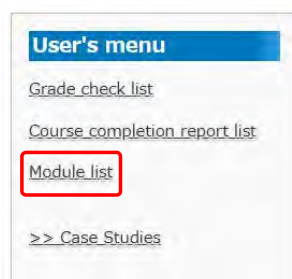 User's menu
Grade check list
Course completion report list
Module list
>> Case Studies